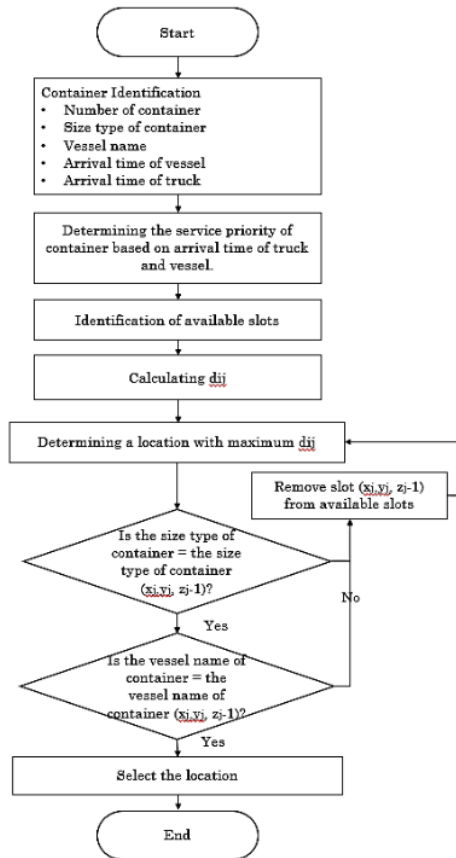 Start
Container Identification
• Number of container
• Size type of container
• Vessel name
• Arrival time of vessel
• Arrival time of truck
Determining the service priority of
container based on arrival time of truck
and vessel.
Identification of available slots
Calculating dij
Determining a location with maximum dij
Remove slot (xj,yj, zj-1)
from available slots
Is the size type of
container = the size
type of container
(xj,yj, zj-1)?
No
Yes
Is the vessel name of
container = the
vessel name of
container (xj,yj, zj-1)?
Yes
Select the location
End